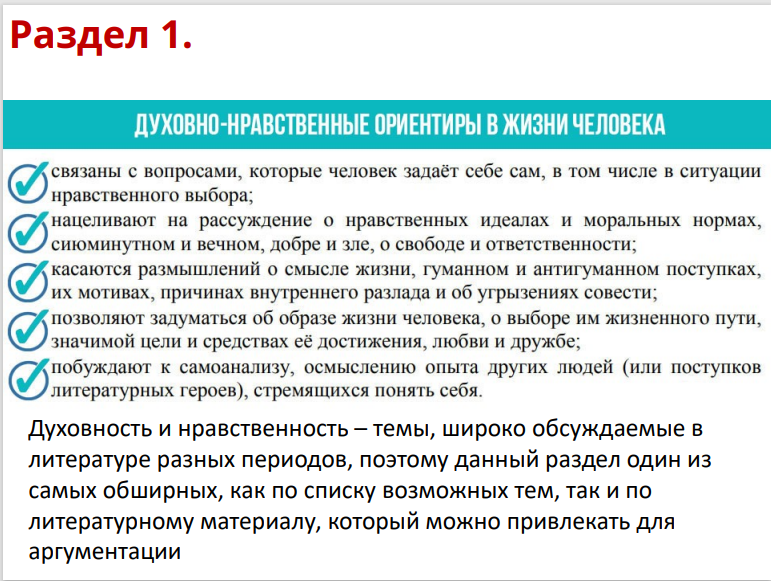 Раздел 1.
ДУХОВНО-НРАВСТВЕННЫЕ ОРИЕНТИРЫ В ЖИЗНИ ЧЕЛОВЕКА
связаны с вопросами, которые человек задаёт себе сам, в том числе в ситуации
нравственного выбора;
нацеливают на рассуждение о нравственных идеалах и моральных нормах,
сиюминутном и вечном, добре и зле, о свободе и ответственности;
касаются размышлений о смысле жизни, гуманном и антигуманном поступках,
их мотивах, причинах внутреннего разлада и об угрызениях совести;
позволяют задуматься об образе жизни человека, о выборе им жизненного пути,
значимой цели и средствах её достижения, любви и дружбе;
побуждают к самоанализу, осмыслению опыта других людей (или поступков
литературных героев), стремящихся понять себя.
Духовность и нравственность – темы, широко обсуждаемые в
литературе разных периодов, поэтому данный раздел один из
самых обширных, как по списку возможных тем, так и по
литературному материалу, который можно привлекать для
аргументации